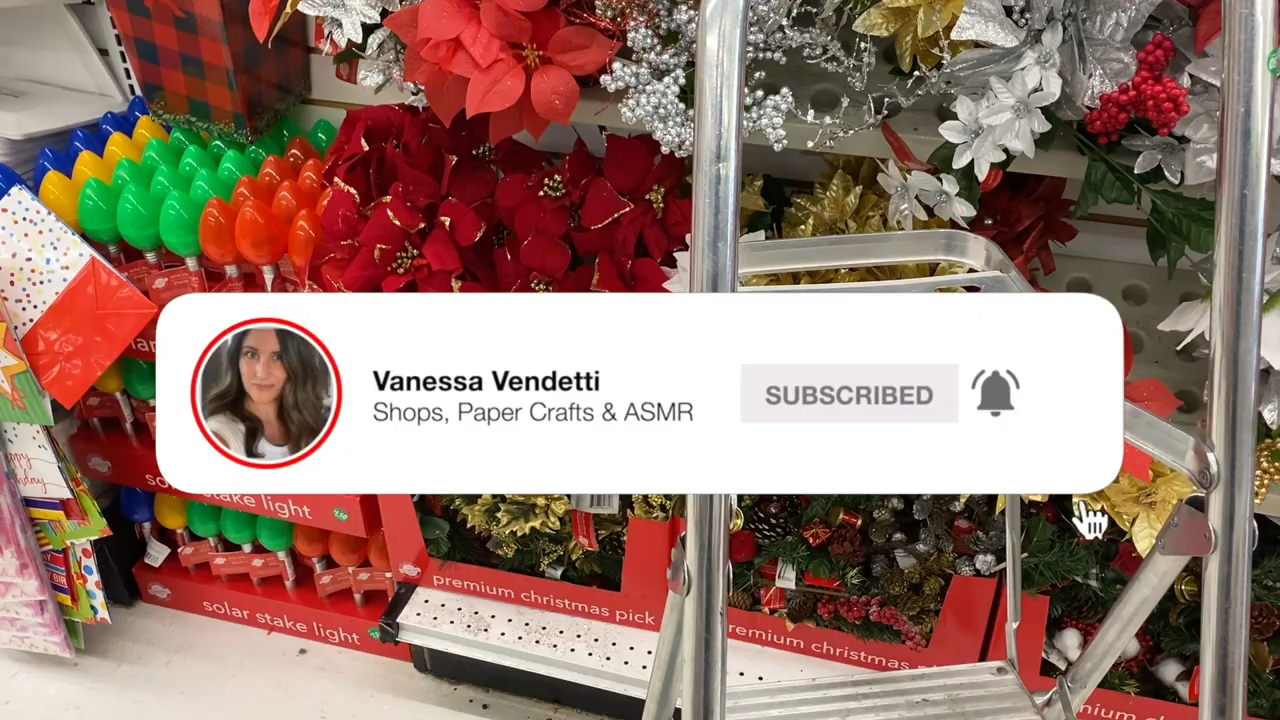 Vanessa Vendetti
Shops, Paper Crafts & ASMR
SUBSCRIBED
solar stake light
solar stake light
premium christmas pick
premium christmas